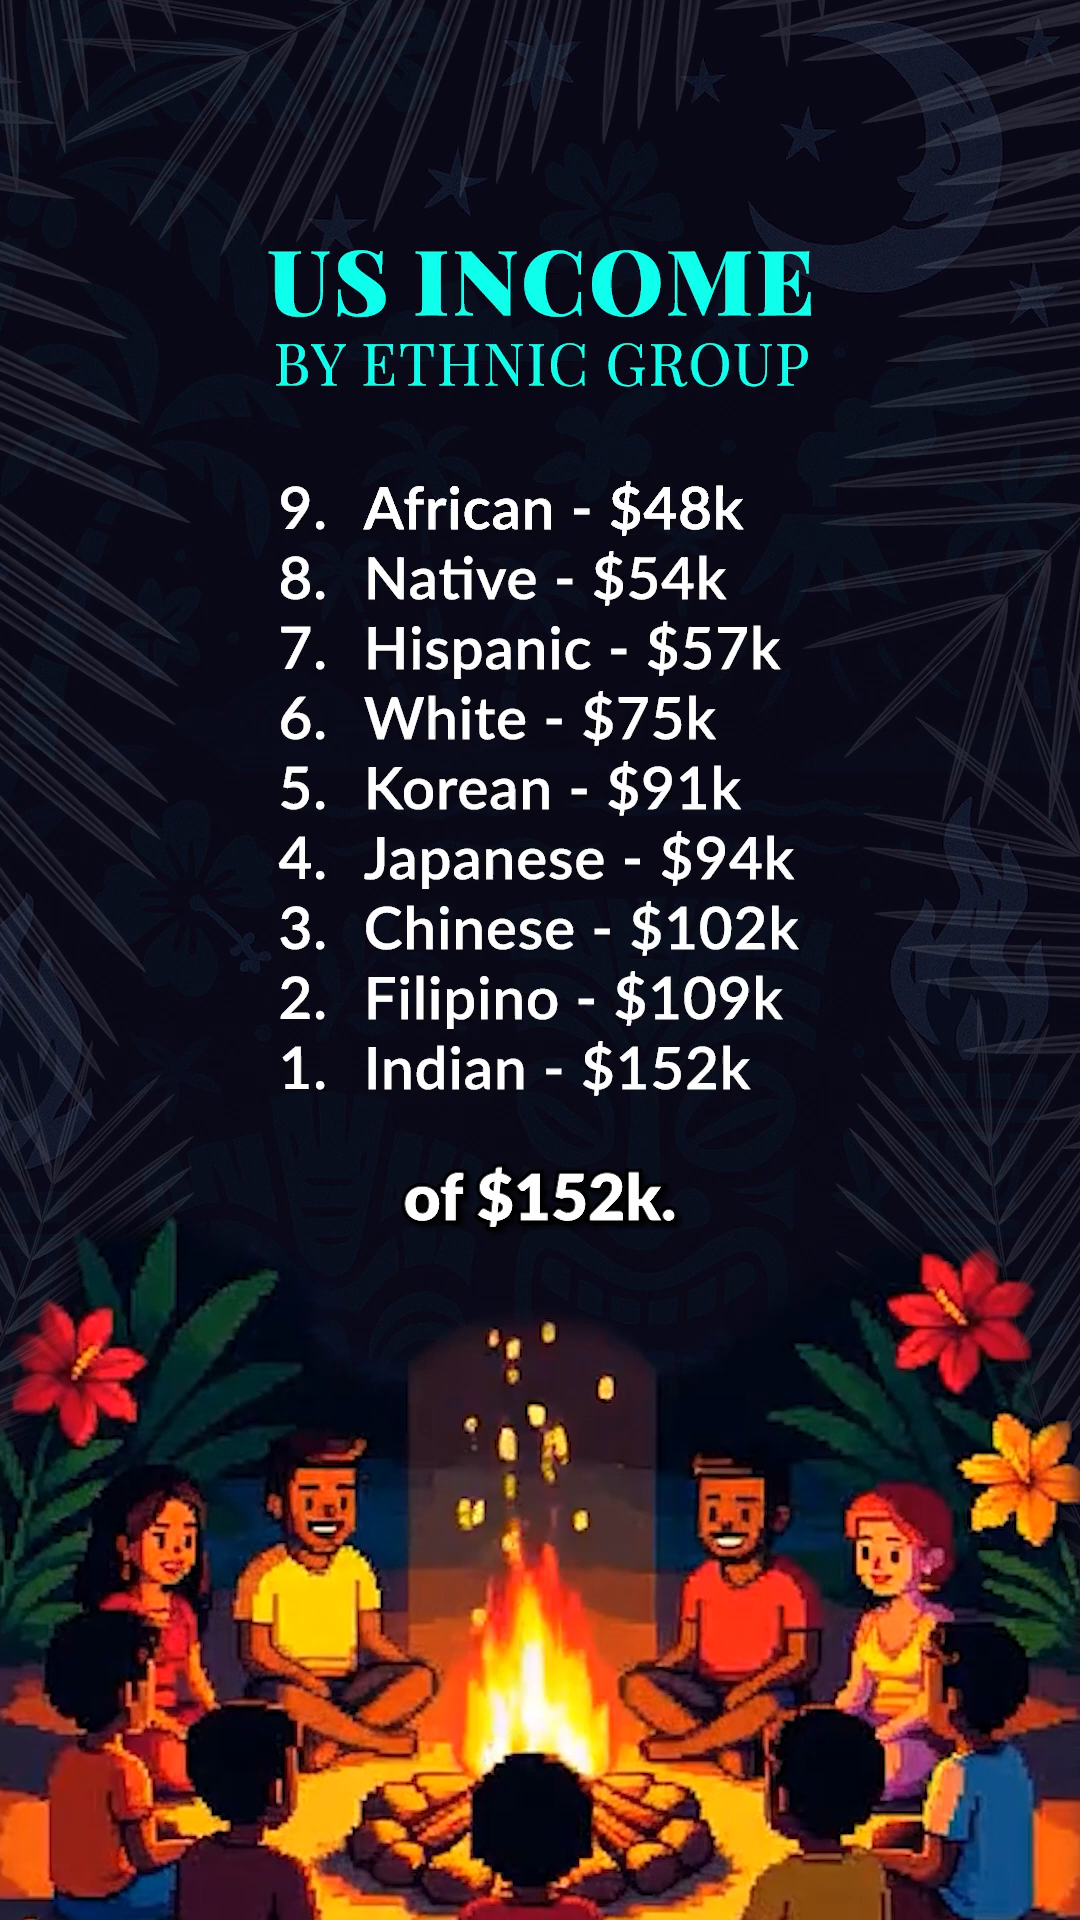 US INCOME
BY ETHNIC GROUP
9. African - $48k
8. Native - $54k
7. Hispanic - $57k
6. White - $75k
5. Korean - $91k
4. Japanese - $94k
3. Chinese - $102k
2. Filipino - $109k
1. Indian - $152k
of $152k.